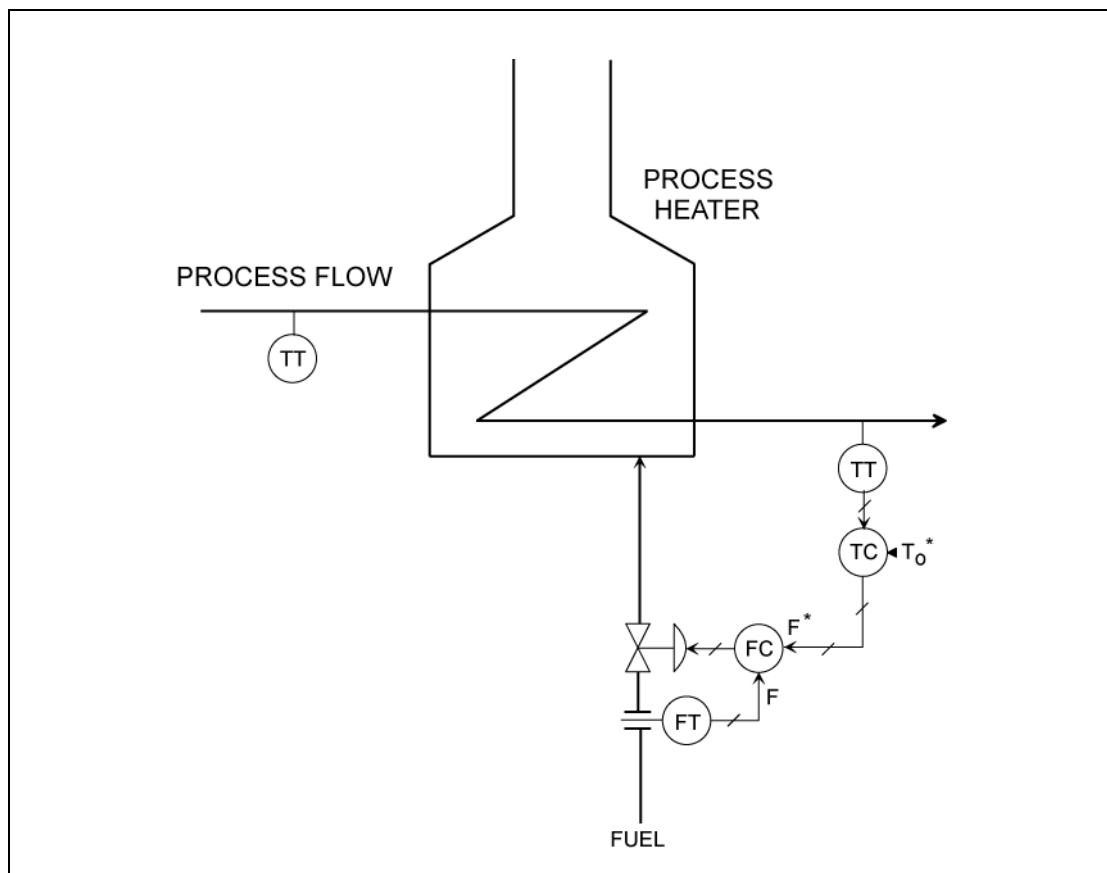 PROCESS
HEATER
PROCESS FLOW
TT
TT
TC
To*
F*
FC
F
FT
FUEL